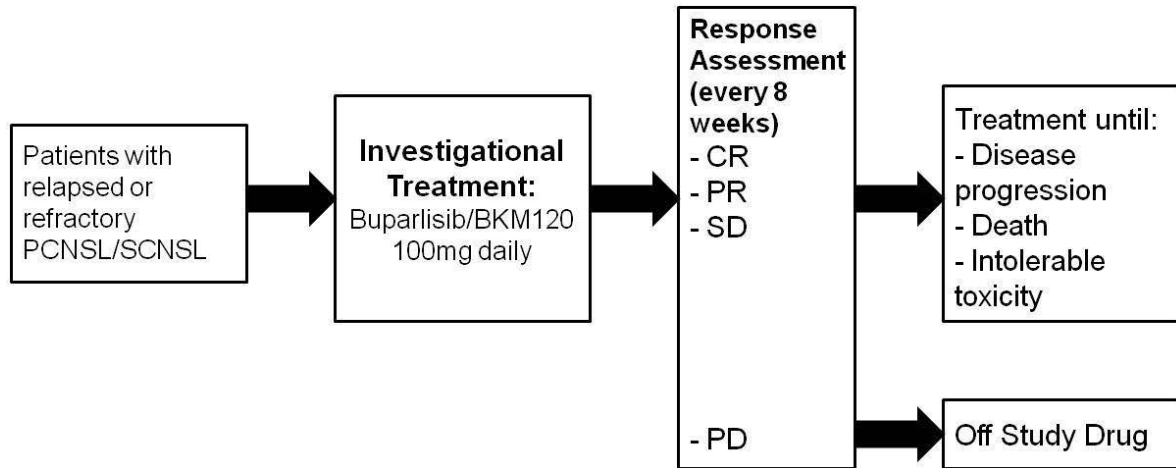 Patients with
relapsed or
refractory
PCNSL/SCNSL
Investigational
Treatment:
Buparlisib/BKM120
100mg daily
Response
Assessment
(every 8
weeks)
- CR
- PR
- SD
- PD
Treatment until:
- Disease
progression
- Death
- Intolerable
toxicity
Off Study Drug